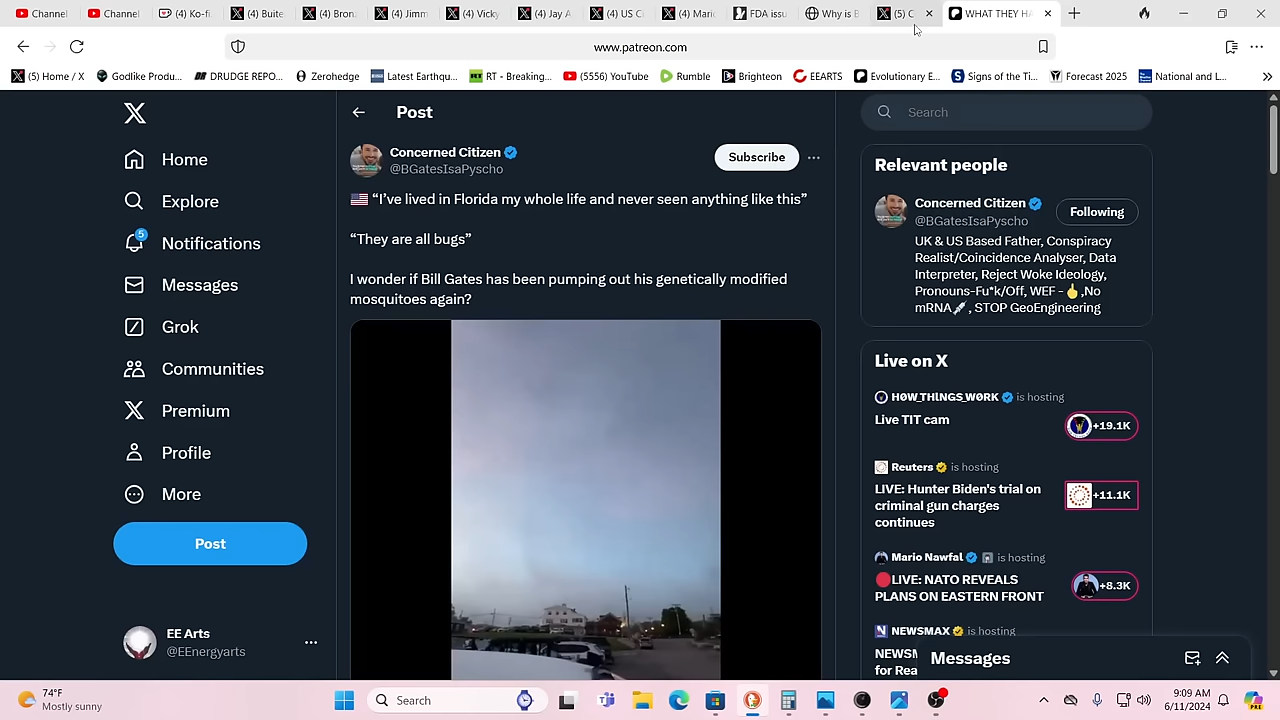 Channel
Channel
(4) Ko-fi
(4) Buite
(4) Bron
(4) Jimm
(4) Vicky
(4) Jay A
(4) US C
(4) Mari
FDA issu
Why is B
(5) C
WHAT THEY HA
www.patreon.com
(5) Home / X
Godlike Produ...
DRUDGE REPO...
Zerohedge
Latest Earthqu...
RT - Breaking...
(5556) YouTube
Rumble
Brighteon
EEARTS
Evolutionary E...
Signs of the Ti...
Forecast 2025
National and L...
Home
Explore
5
Notifications
Messages
Grok
Communities
Premium
Profile
More
Post
EE Arts
@EEnergyarts
Post
Concerned Citizen
@BGatesIsaPyscho
Subscribe
🇺🇸 “I’ve lived in Florida my whole life and never seen anything like this”
“They are all bugs”
I wonder if Bill Gates has been pumping out his genetically modified
mosquitoes again?
Search
Relevant people
Concerned Citizen
@BGatesIsaPyscho
Following
UK & US Based Father, Conspiracy
Realist/Coincidence Analyser, Data
Interpreter, Reject Woke Ideology,
Pronouns-Fu*k/Off, WEF -🖕,No
mRNA💉, STOP GeoEngineering
Live on X
HØW_THlNGS_WØRK is hosting
Live TIT cam
+19.1K
Reuters is hosting
LIVE: Hunter Biden's trial on
criminal gun charges
continues
+11.1K
Mario Nawfal is hosting
🔴LIVE: NATO REVEALS
PLANS ON EASTERN FRONT
+8.3K
NEWSMAX is hosting
NEWSM
for Rea
Messages
74°F
Mostly sunny
Search
9:09 AM
6/11/2024